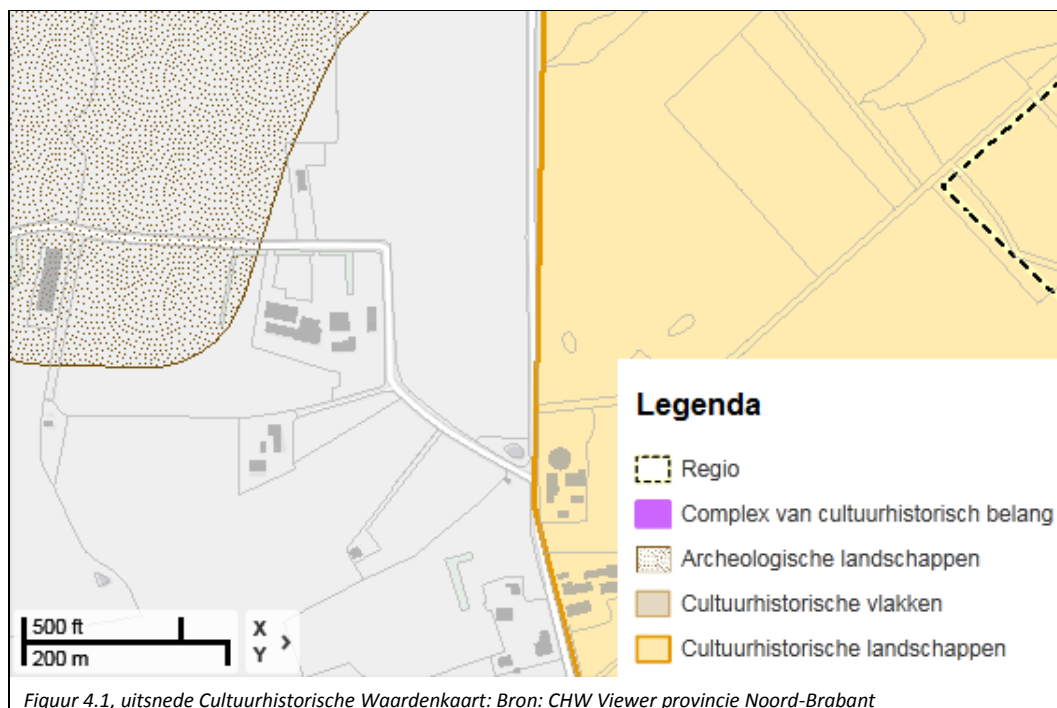 Legenda
Regio
Complex van cultuurhistorisch belang
Archeologische landschappen
Cultuurhistorische vlakken
Cultuurhistorische landschappen
500 ft
200 m
X
Y
Figuur 4.1, uitsnede Cultuurhistorische Waardenkaart: Bron: CHW Viewer provincie Noord-Brabant